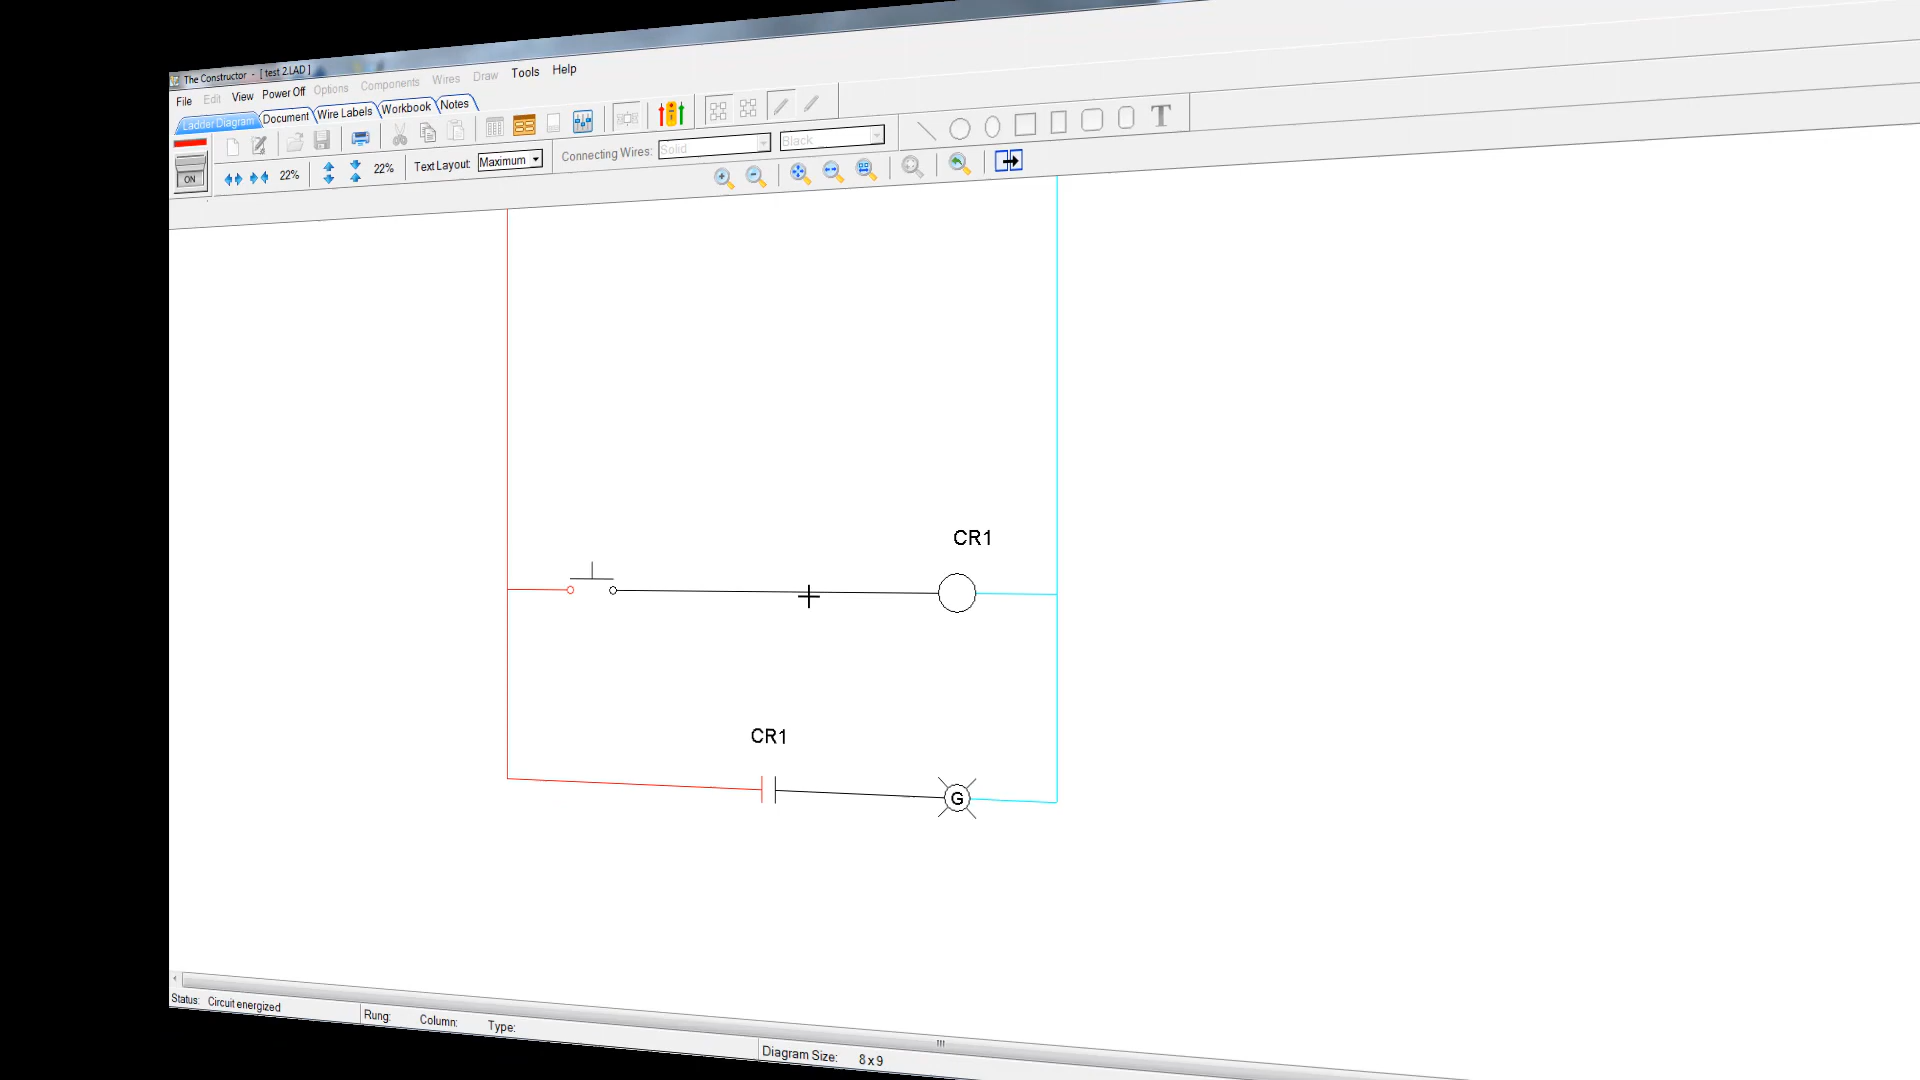 The Constructor - [ test 2.LAD ]
File Edit View Power Off Options Components Wires Draw Tools Help
Ladder Diagram Document Wire Labels Workbook Notes
ON
22% 22% Text Layout: Maximum Connecting Wires: Solid Black T
CR1
CR1
G
Status: Circuit energized Rung: Column: Type:
Diagram Size: 8 x 9